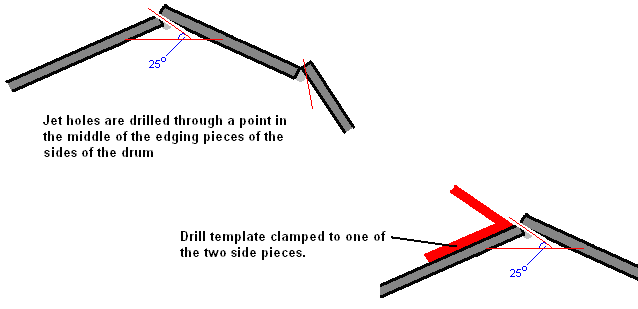 25°
Jet holes are drilled through a point in
the middle of the edging pieces of the
sides of the drum
Drill template clamped to one of
the two side pieces.
25°